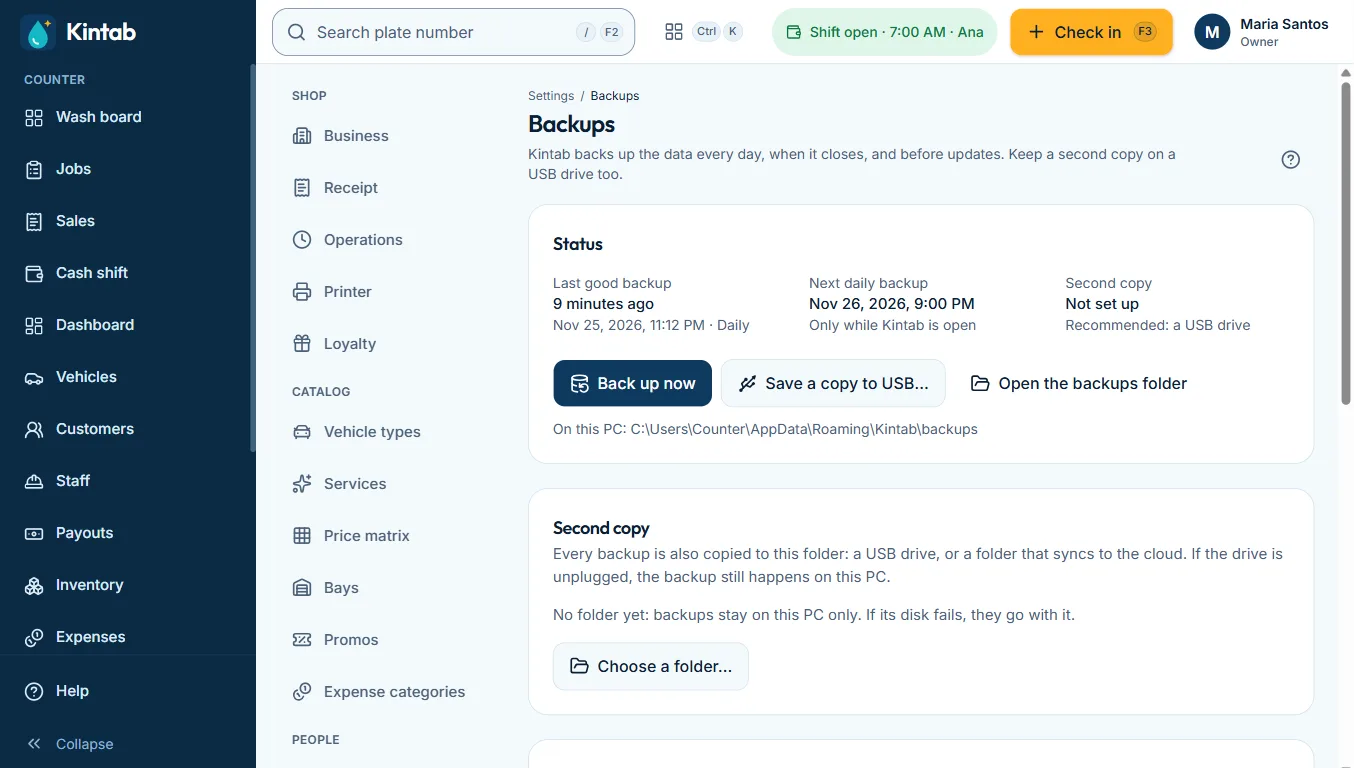 Kintab
COUNTER
Wash board
Jobs
Sales
Cash shift
Dashboard
Vehicles
Customers
Staff
Payouts
Inventory
Expenses
Help
Collapse
Search plate number
/ F2
Ctrl K
Shift open · 7:00 AM · Ana
Check in F3
M
Maria Santos
Owner
SHOP
Business
Receipt
Operations
Printer
Loyalty
CATALOG
Vehicle types
Services
Price matrix
Bays
Promos
Expense categories
PEOPLE
Settings / Backups
Backups
Kintab backs up the data every day, when it closes, and before updates. Keep a second copy on a
USB drive too.
Status
Last good backup
9 minutes ago
Nov 25, 2026, 11:12 PM · Daily
Next daily backup
Nov 26, 2026, 9:00 PM
Only while Kintab is open
Second copy
Not set up
Recommended: a USB drive
Back up now
Save a copy to USB...
Open the backups folder
On this PC: C:\Users\Counter\AppData\Roaming\Kintab\backups
Second copy
Every backup is also copied to this folder: a USB drive, or a folder that syncs to the cloud. If the drive is
unplugged, the backup still happens on this PC.
No folder yet: backups stay on this PC only. If its disk fails, they go with it.
Choose a folder...